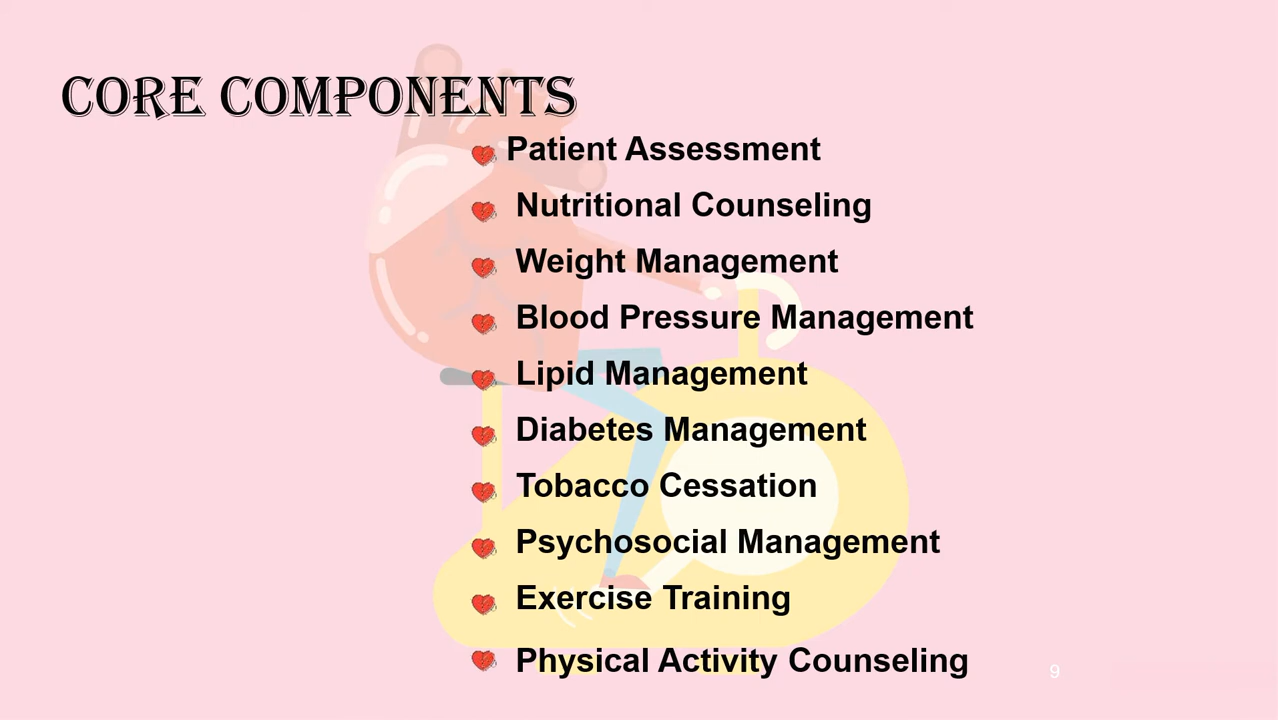 CORE COMPONENTS
Patient Assessment
Nutritional Counseling
Weight Management
Blood Pressure Management
Lipid Management
Diabetes Management
Tobacco Cessation
Psychosocial Management
Exercise Training
Physical Activity Counseling
9